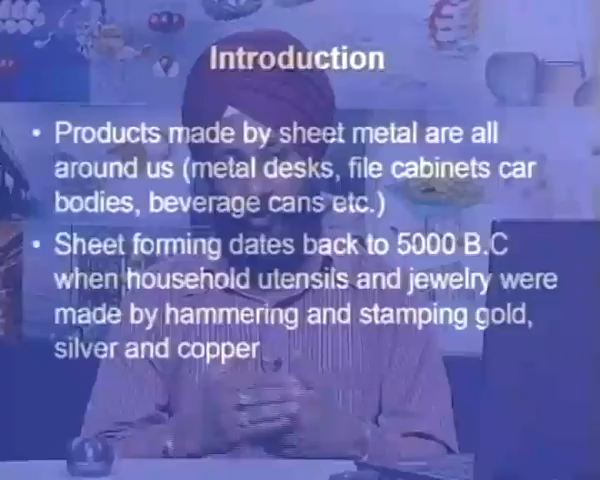 Introduction
• Products made by sheet metal are all
around us (metal desks, file cabinets car
bodies, beverage cans etc.)
• Sheet forming dates back to 5000 B.C
when household utensils and jewelry were
made by hammering and stamping gold,
silver and copper